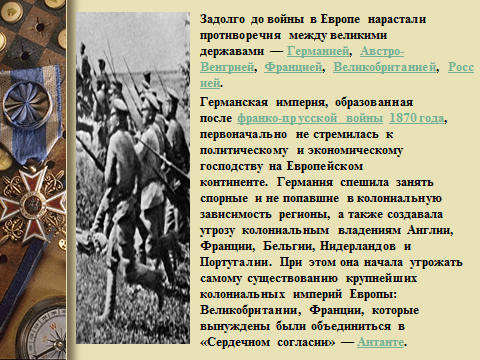 Задолго до войны в Европе нарастали
противоречия между великими
державами — Германией, Австро-
Венгрией, Францией, Великобританией, Росс
ией.
Германская империя, образованная
после франко-прусской войны 1870 года,
первоначально не стремилась к
политическому и экономическому
господству на Европейском
континенте. Германия спешила занять
спорные и не попавшие в колониальную
зависимость регионы, а также создавала
угрозу колониальным владениям Англии,
Франции, Бельгии, Нидерландов и
Португалии. При этом она начала угрожать
самому существованию крупнейших
колониальных империй Европы:
Великобритании, Франции, которые
вынуждены были объединиться в
«Сердечном согласии» — Антанте.